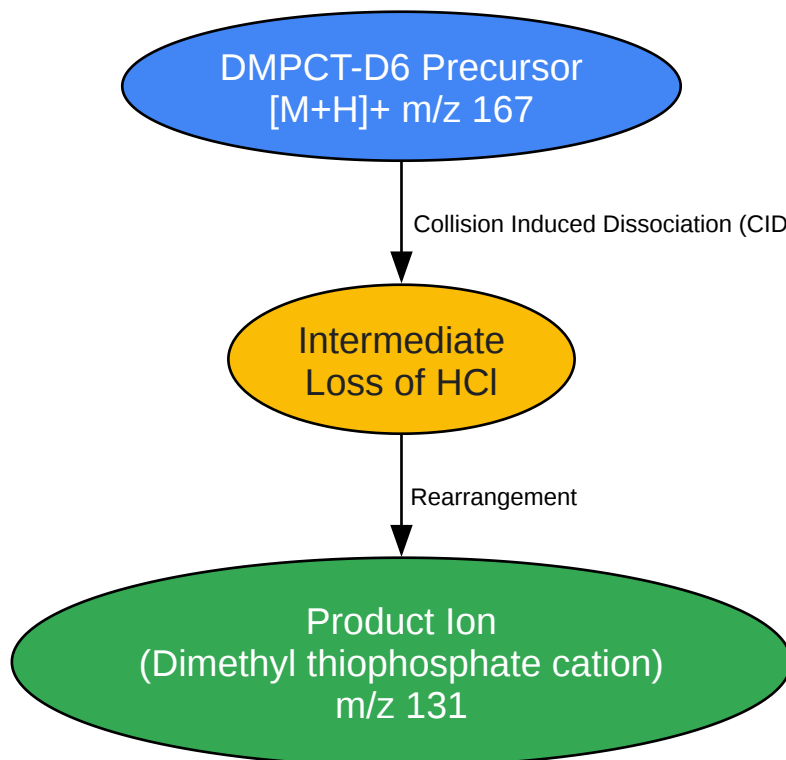 DMPCT-D6 Precursor
[M+H]+ m/z 167
Collision Induced Dissociation (CID
Intermediate
Loss of HCl
Rearrangement
Product Ion
(Dimethyl thiophosphate cation)
m/z 131